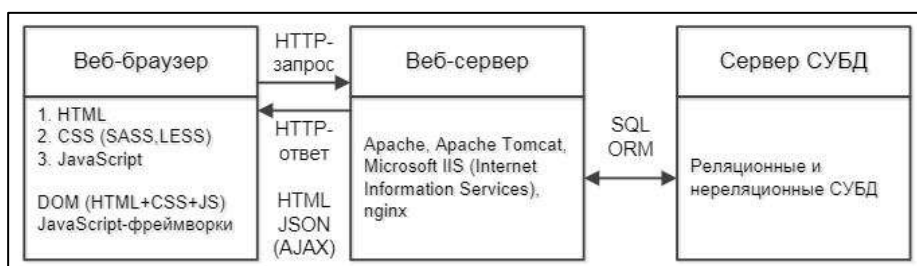 Веб-браузер
1. HTML
2. CSS (SASS,LESS)
3. JavaScript
DOM (HTML+CSS+JS)
JavaScript-фреймворки
HTTP-
запрос
HTTP-
ответ
HTML
JSON
(AJAX)
Веб-сервер
Apache, Apache Tomcat,
Microsoft IIS (Internet
Information Services),
nginx
SQL
ORM
Сервер СУБД
Реляционные и
нереляционные СУБД